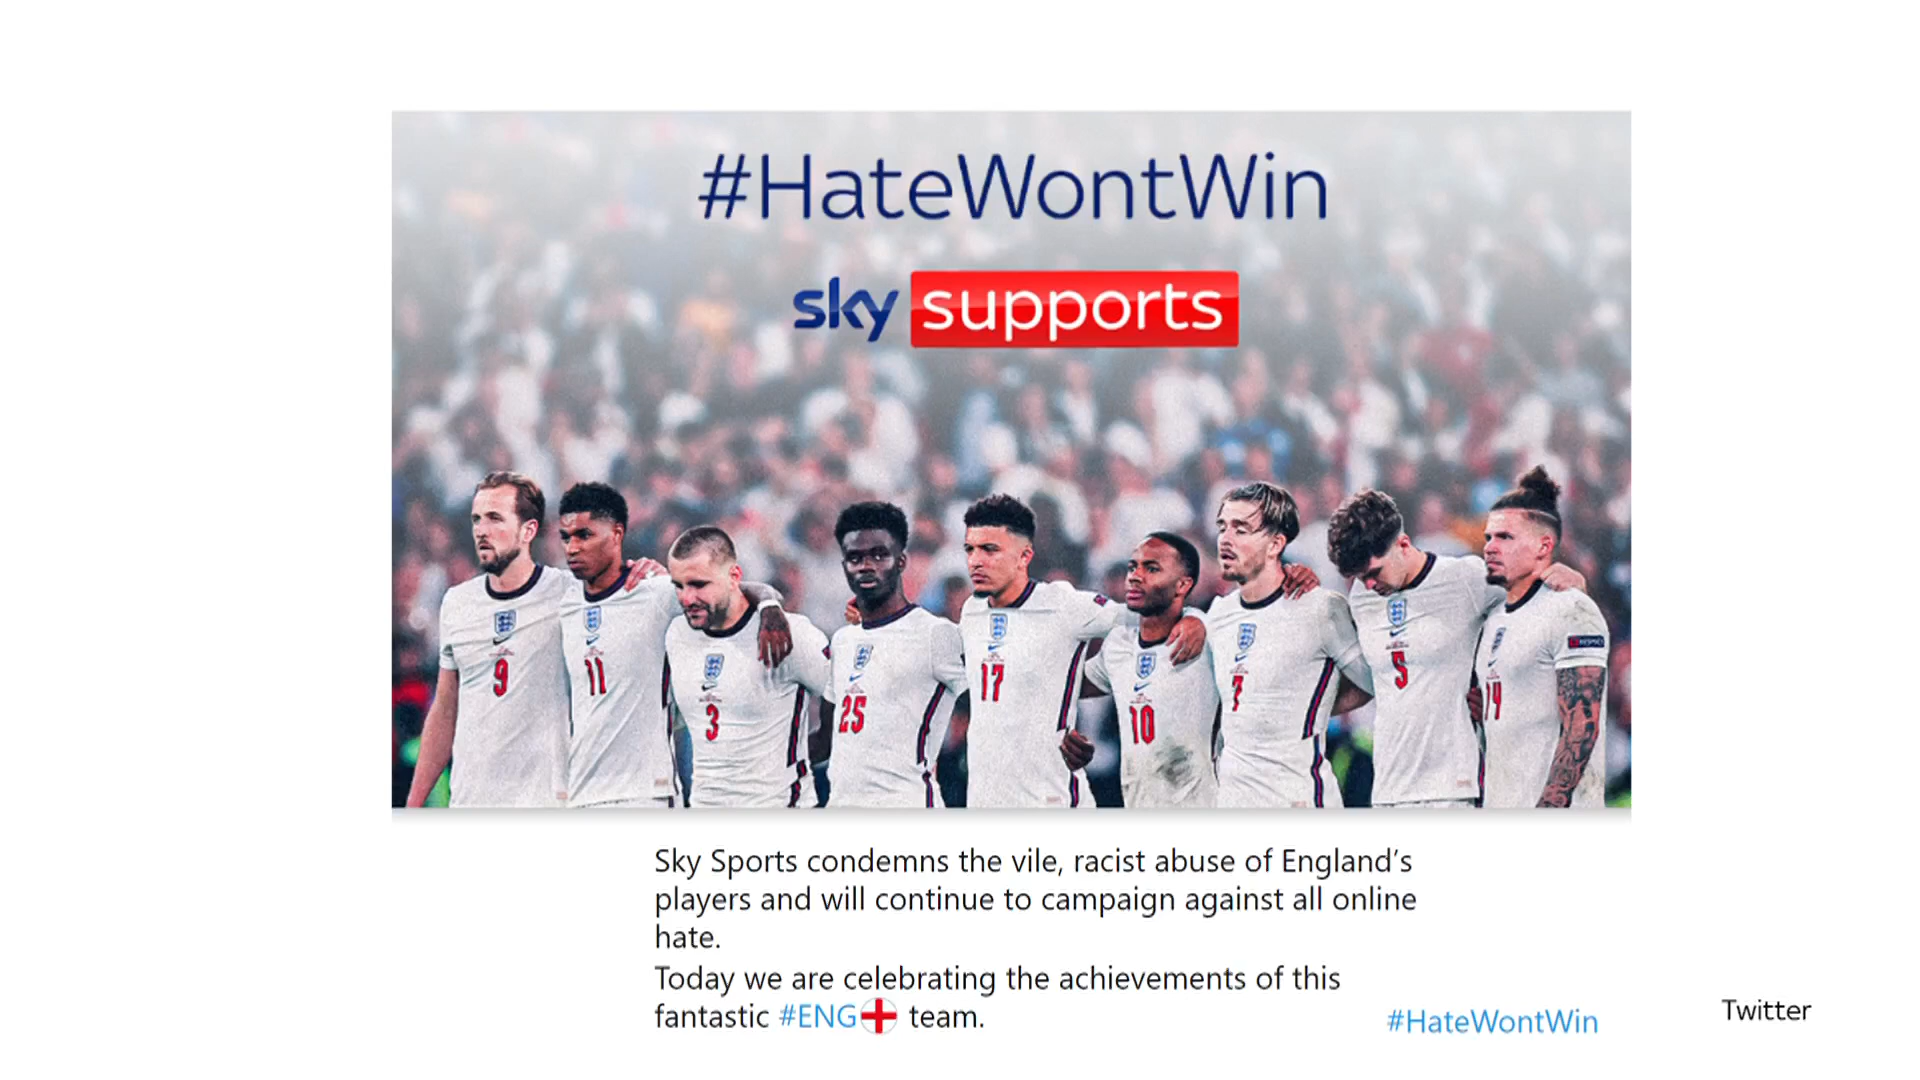 #HateWontWin
sky supports
9
11
3
25
17
10
7
5
14
RESPECT
Sky Sports condemns the vile, racist abuse of England’s
players and will continue to campaign against all online
hate.
Today we are celebrating the achievements of this
fantastic #ENG team.
#HateWontWin
Twitter